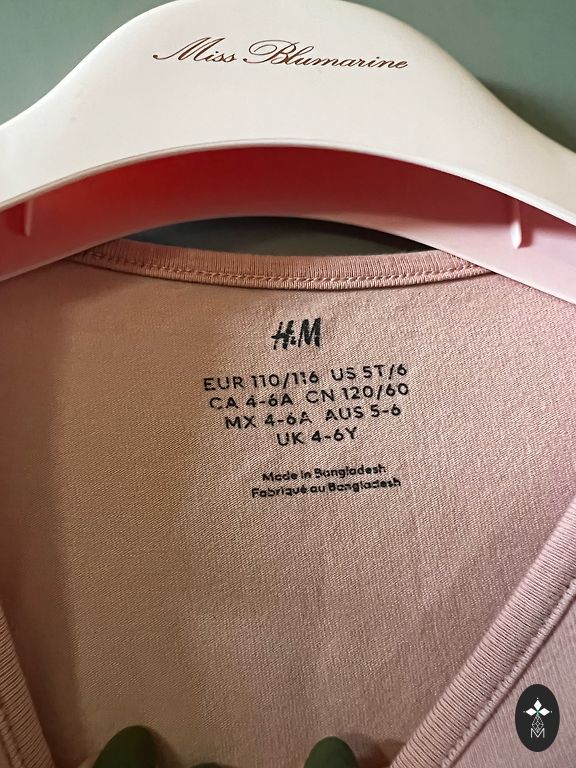 Miss Blumarine
H&M
EUR 110/116 US 5T/6
CA 4-6A CN 120/60
MX 4-6A AUS 5-6
UK 4-6Y
Made in Bangladesh
Fabriqué au Bangladesh
M